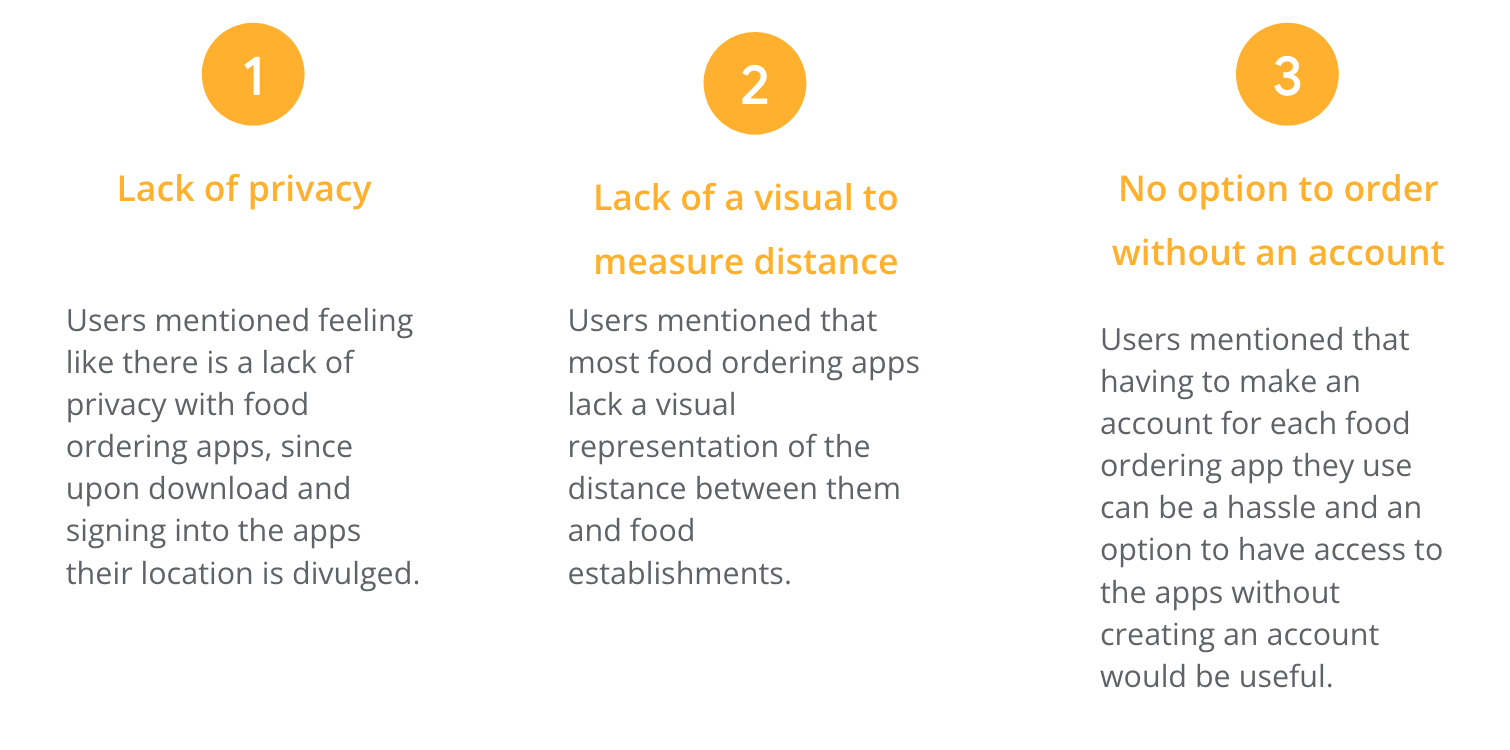 1
Lack of privacy
Users mentioned feeling
like there is a lack of
privacy with food
ordering apps, since
upon download and
signing into the apps
their location is divulged.
2
Lack of a visual to
measure distance
Users mentioned that
most food ordering apps
lack a visual
representation of the
distance between them
and food
establishments.
3
No option to order
without an account
Users mentioned that
having to make an
account for each food
ordering app they use
can be a hassle and an
option to have access to
the apps without
creating an account
would be useful.